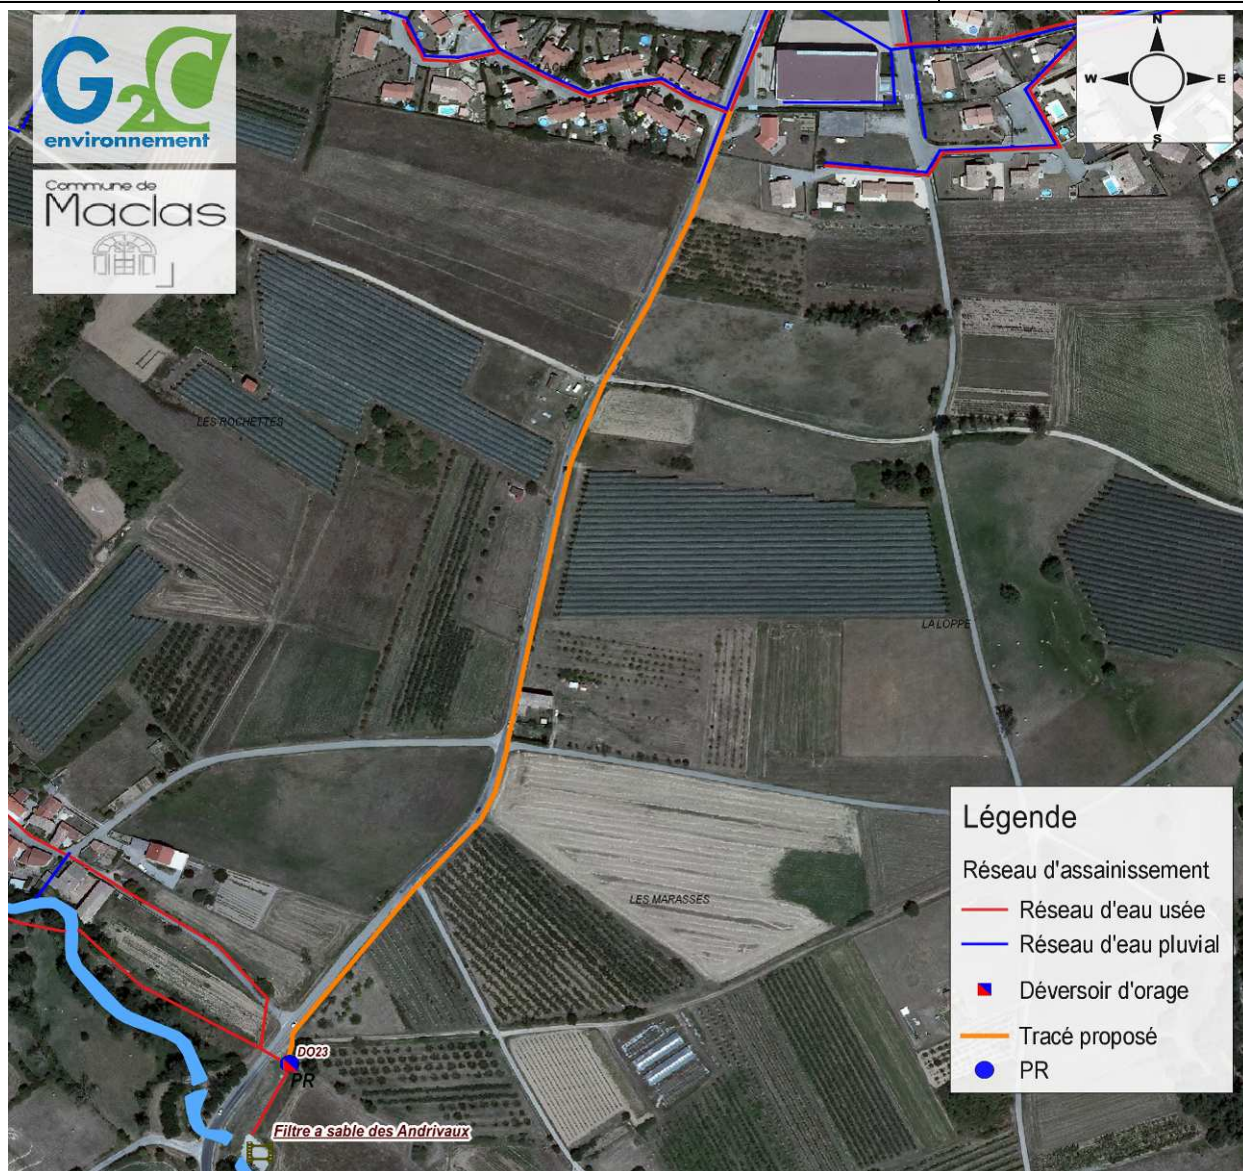 G2C
environnement
Commune de
Maclas
N
W
E
S
LES ROCHETTES
LA LOPPE
LES MARASSES
DO23
PR
Filtre a sable des Andrivaux
Légende
Réseau d'assainissement
Réseau d'eau usée
Réseau d'eau pluvial
Déversoir d'orage
Tracé proposé
PR